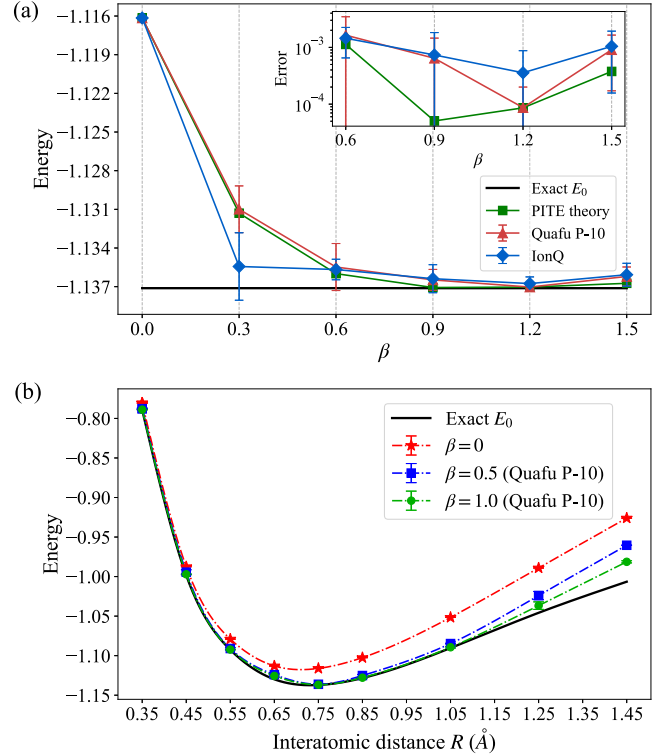 (a)
−1.116
−1.119
−1.122
−1.125
−1.128
−1.131
−1.134
−1.137
Energy
0.0 0.3 0.6 0.9 1.2 1.5
β
Error
10⁻³
10⁻⁴
0.6 0.9 1.2 1.5
β
Exact E₀
PITE theory
Quafu P-10
IonQ
(b)
−0.80
−0.85
−0.90
−0.95
−1.00
−1.05
−1.10
−1.15
Energy
Exact E₀
β = 0
β = 0.5 (Quafu P-10)
β = 1.0 (Quafu P-10)
0.35 0.45 0.55 0.65 0.75 0.85 0.95 1.05 1.15 1.25 1.35 1.45
Interatomic distance R (Å)